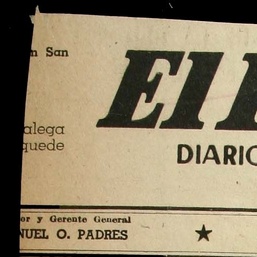 San
El
alega
quede
DIARIO
or y Gerente General
NUEL O. PADRES